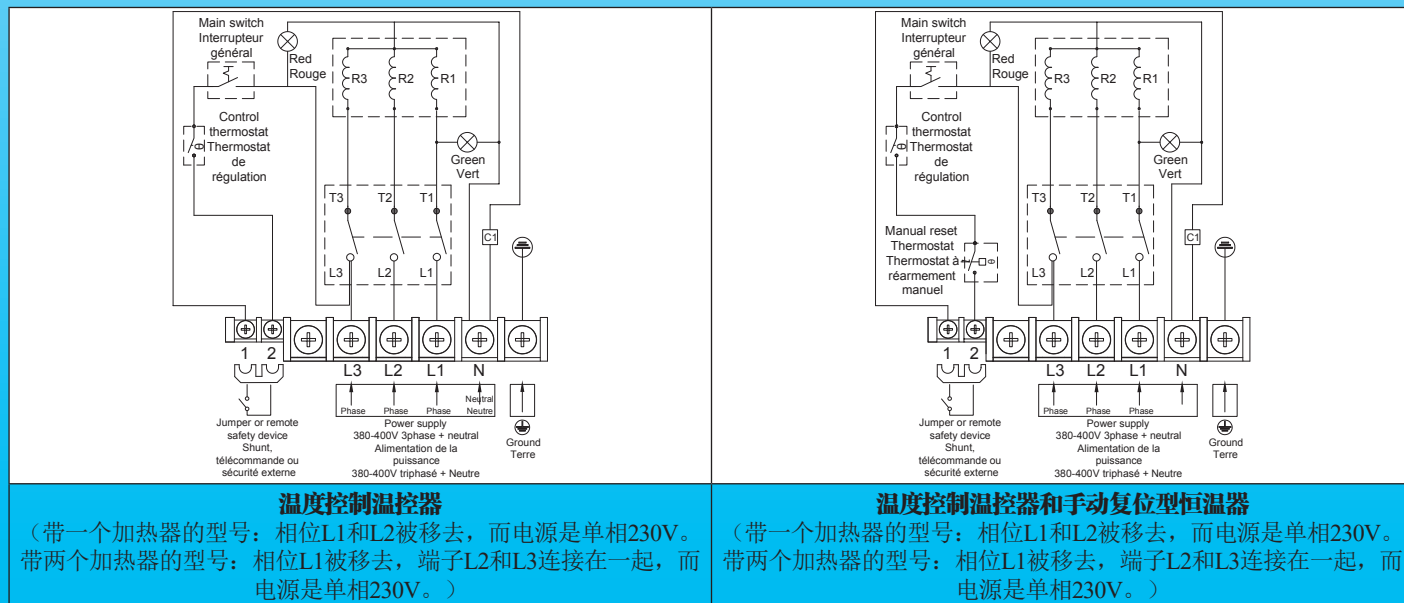 Main switch
Interrupteur
général
Red
Rouge
R3
R2
R1
Control
thermostat
Thermostat
de
régulation
θ
Green
Vert
T3
T2
T1
C1
L3
L2
L1
1
2
L3
L2
L1
N
Phase
Phase
Phase
Neutral
Neutre
Jumper or remote
safety device
Shunt,
télécommande ou
sécurité externe
Power supply
380-400V 3phase + neutral
Alimentation de la
puissance
380-400V triphasé + Neutre
Ground
Terre
温度控制温控器
（带一个加热器的型号：相位L1和L2被移去，而电源是单相230V。
带两个加热器的型号：相位L1被移去，端子L2和L3连接在一起，而
电源是单相230V。）
Main switch
Interrupteur
général
Red
Rouge
R3
R2
R1
Control
thermostat
Thermostat
de
régulation
θ
Green
Vert
T3
T2
T1
Manual reset
Thermostat
Thermostat à
réarmement
manuel
θ
C1
L3
L2
L1
1
2
L3
L2
L1
N
Phase
Phase
Phase
Jumper or remote
safety device
Shunt,
télécommande ou
sécurité externe
Power supply
380-400V 3phase + neutral
Alimentation de la
puissance
380-400V triphasé + Neutre
Ground
Terre
温度控制温控器和手动复位型恒温器
（带一个加热器的型号：相位L1和L2被移去，而电源是单相230V。
带两个加热器的型号：相位L1被移去，端子L2和L3连接在一起，而
电源是单相230V。）